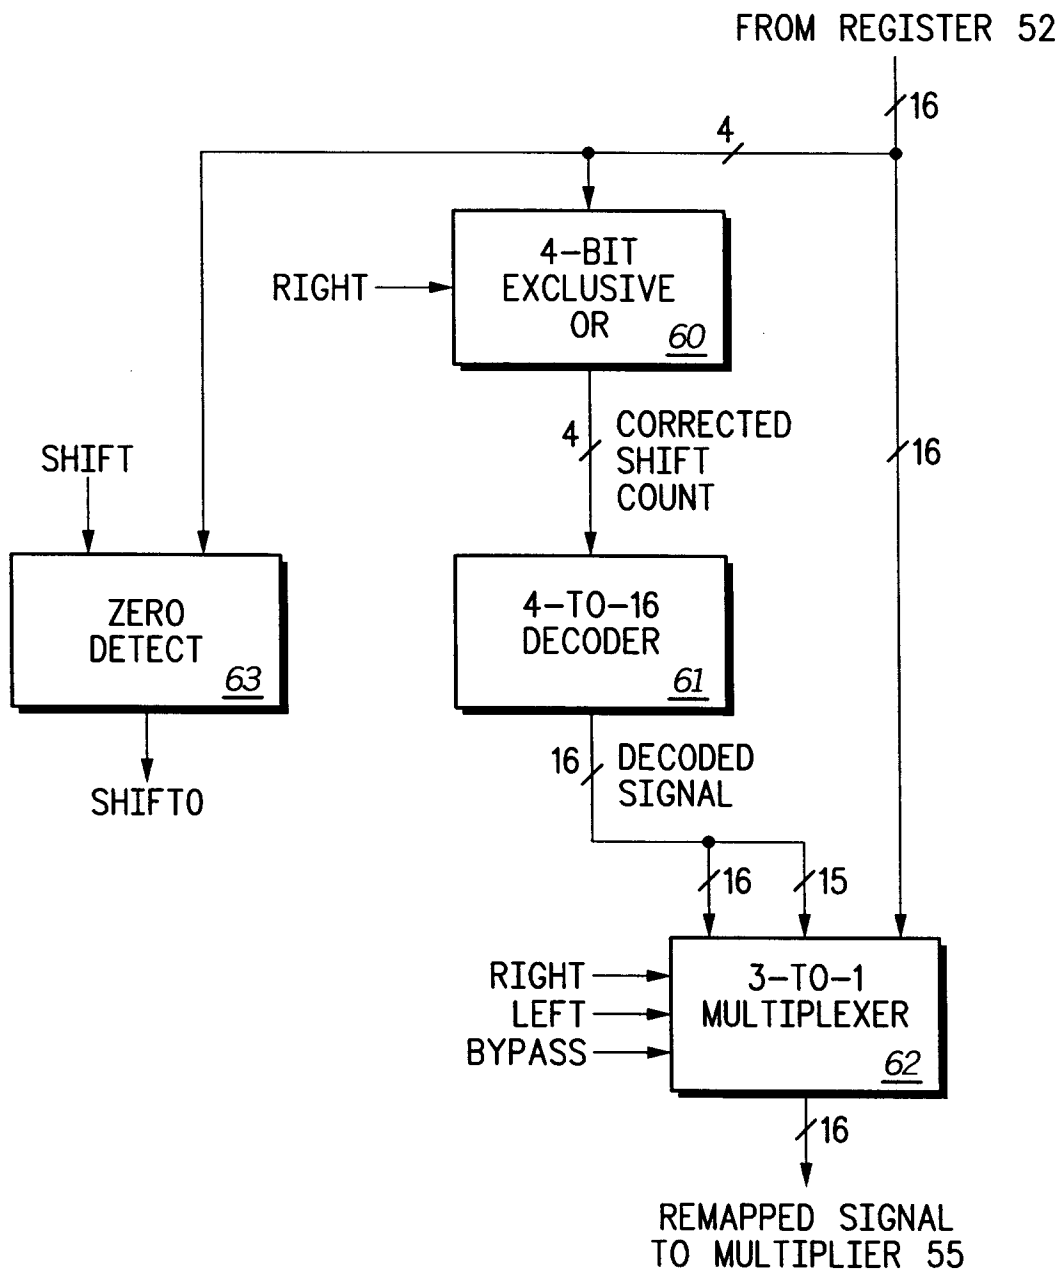 FROM REGISTER 52
16
4
4-BIT
EXCLUSIVE
OR
60
RIGHT
4
CORRECTED
SHIFT
COUNT
16
SHIFT
ZERO
DETECT
63
4-TO-16
DECODER
61
SHIFT0
16
DECODED
SIGNAL
16
15
RIGHT
LEFT
BYPASS
3-TO-1
MULTIPLEXER
62
16
REMAPPED SIGNAL
TO MULTIPLIER 55